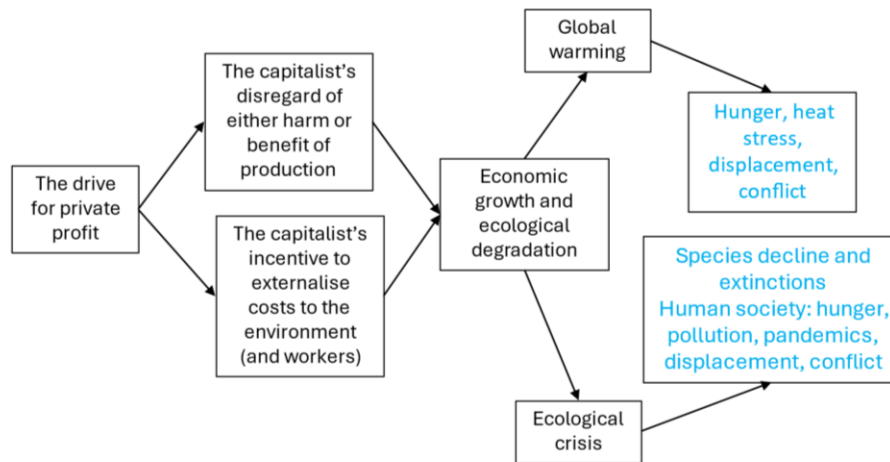 The drive
for private
profit
The capitalist's
disregard of
either harm or
benefit of
production
The capitalist's
incentive to
externalise
costs to the
environment
(and workers)
Economic
growth and
ecological
degradation
Global
warming
Hunger, heat
stress,
displacement,
conflict
Ecological
crisis
Species decline and
extinctions
Human society: hunger,
pollution, pandemics,
displacement, conflict